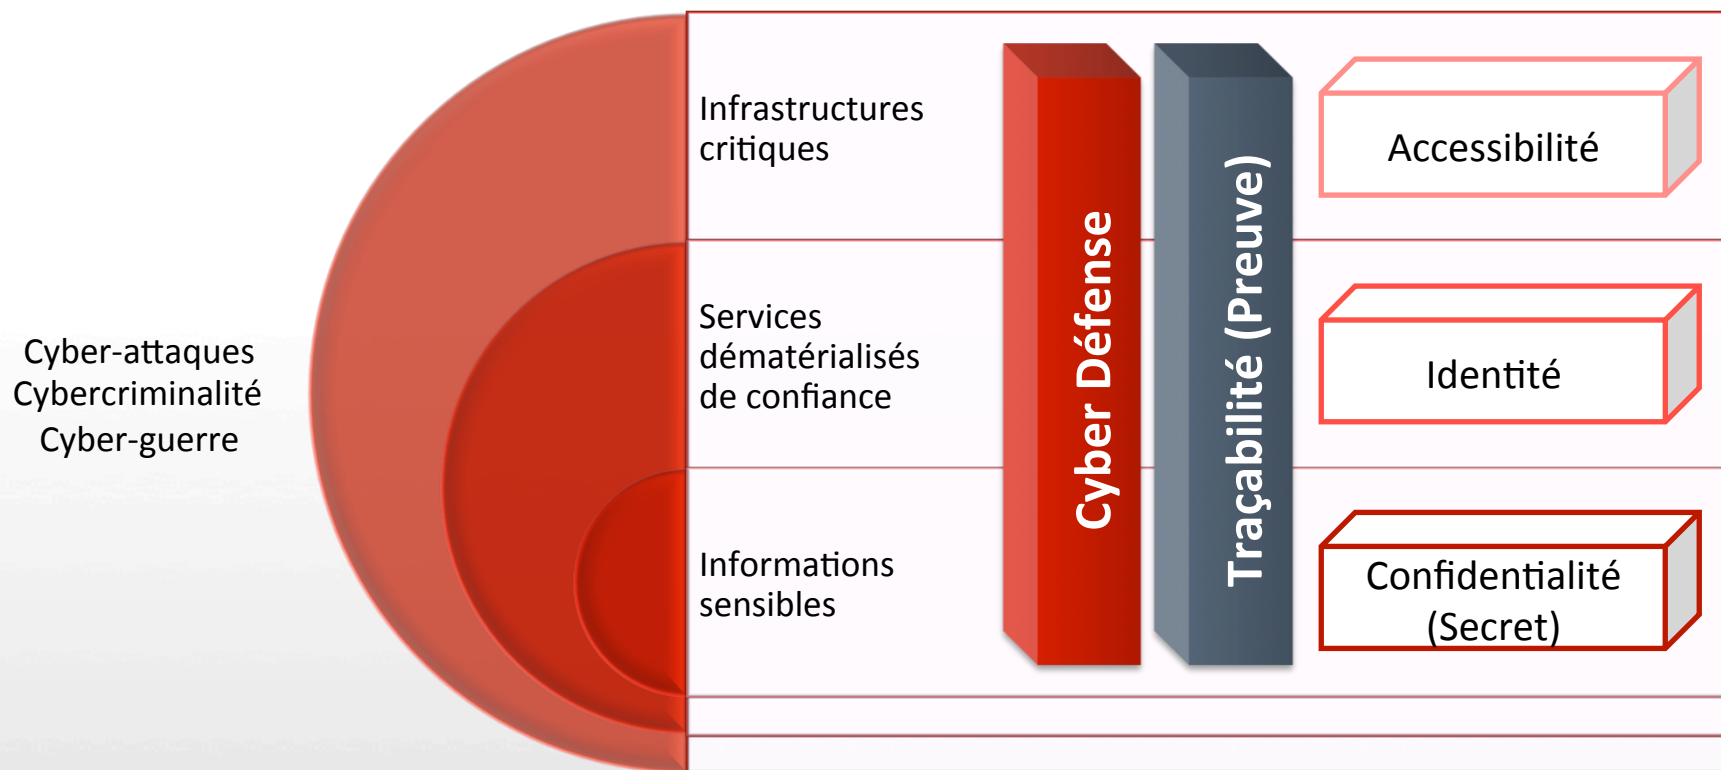 Cyber-attaques
Cybercriminalité
Cyber-guerre
Infrastructures
critiques
Services
dématérialisés
de confiance
Informations
sensibles
Cyber Défense
Traçabilité (Preuve)
Accessibilité
Identité
Confidentialité
(Secret)